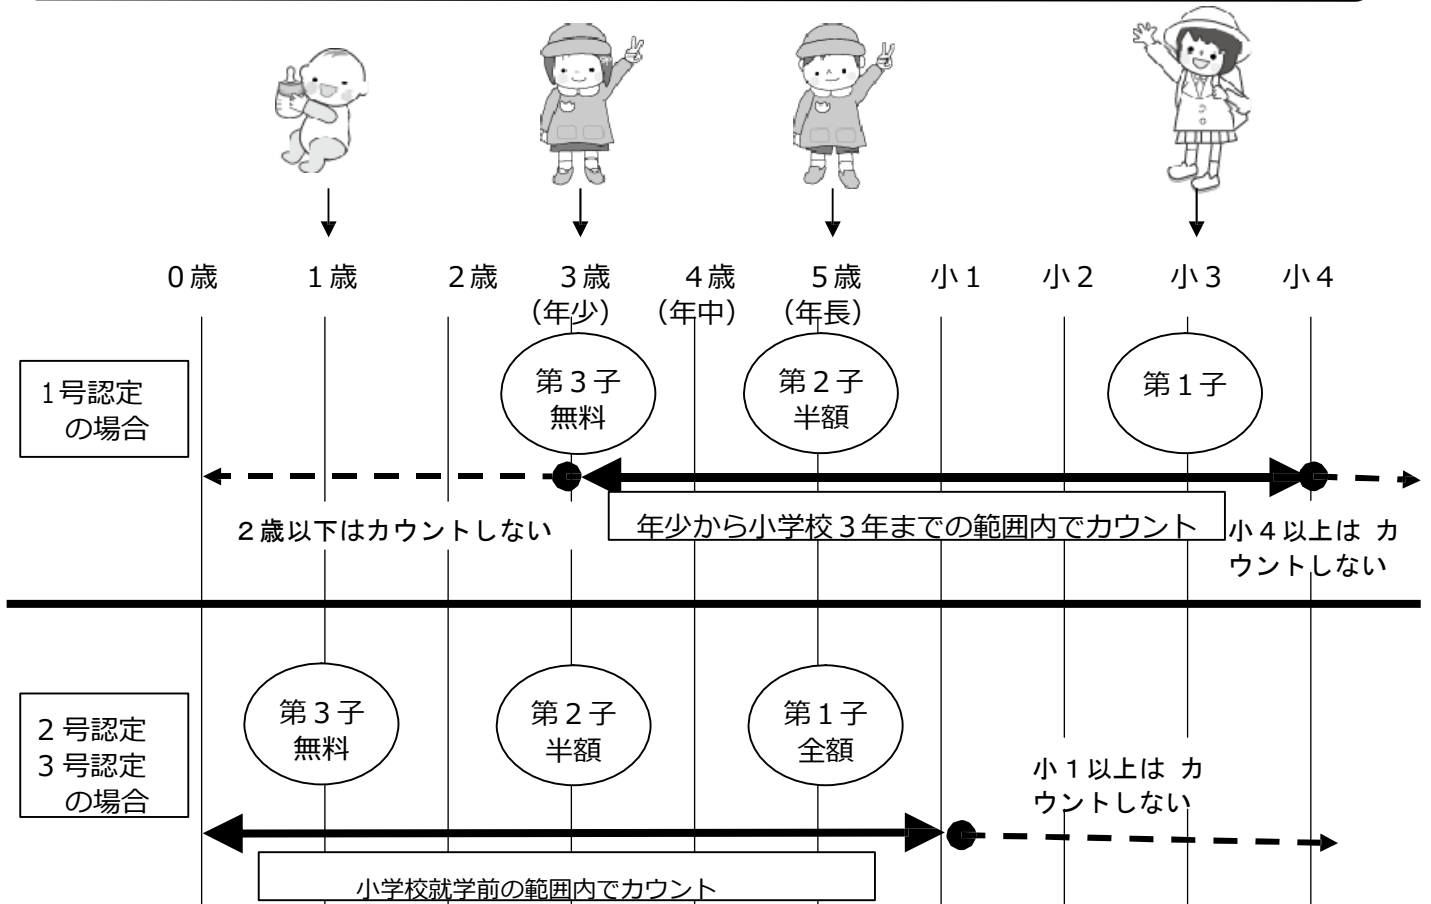 ０歳 １歳 ２歳 ３歳 ４歳 ５歳 小１ 小２ 小３ 小４
（年少） （年中） （年長）
1号認定
の場合
第３子
無料
第２子
半額
第１子
２歳以下はカウントしない
年少から小学校３年までの範囲内でカウント
小４以上は カ
ウントしない
２号認定
３号認定
の場合
第３子
無料
第２子
半額
第１子
全額
小１以上は カ
ウントしない
小学校就学前の範囲内でカウント